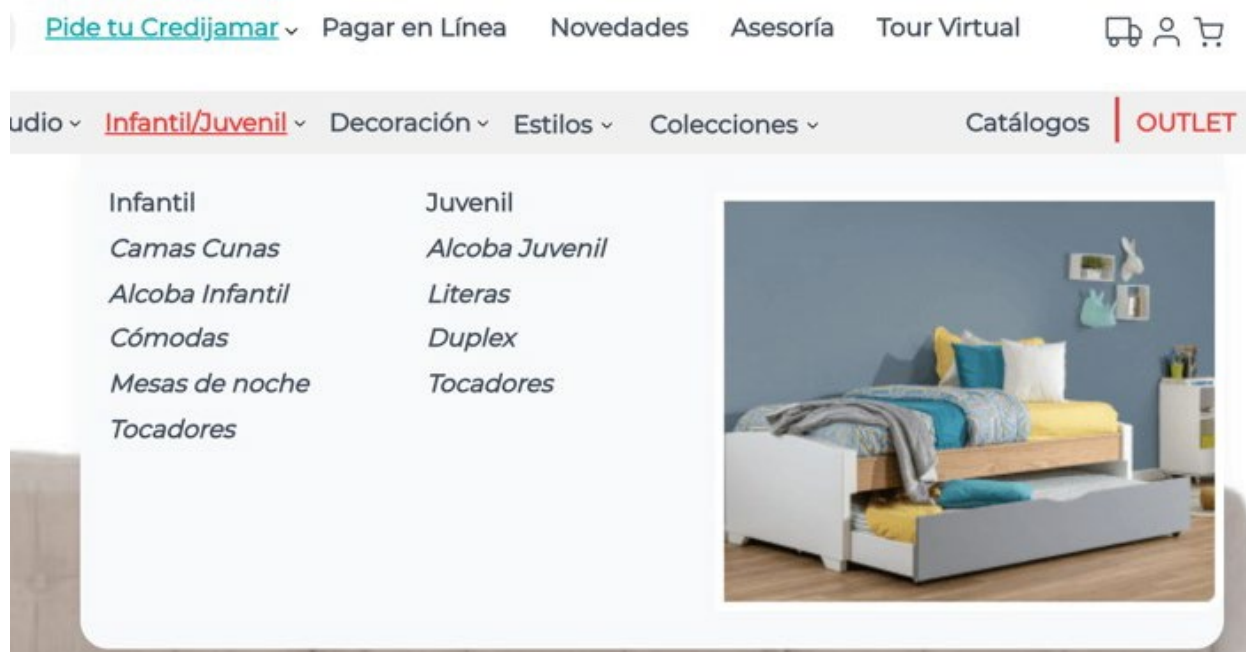 Pide tu Credijamar Pagar en Línea Novedades Asesoría Tour Virtual
udio Infantil/Juvenil Decoración Estilos Colecciones Catálogos OUTLET
Infantil Juvenil
Camas Cunas Alcoba Juvenil
Alcoba Infantil Literas
Cómodas Duplex
Mesas de noche Tocadores
Tocadores